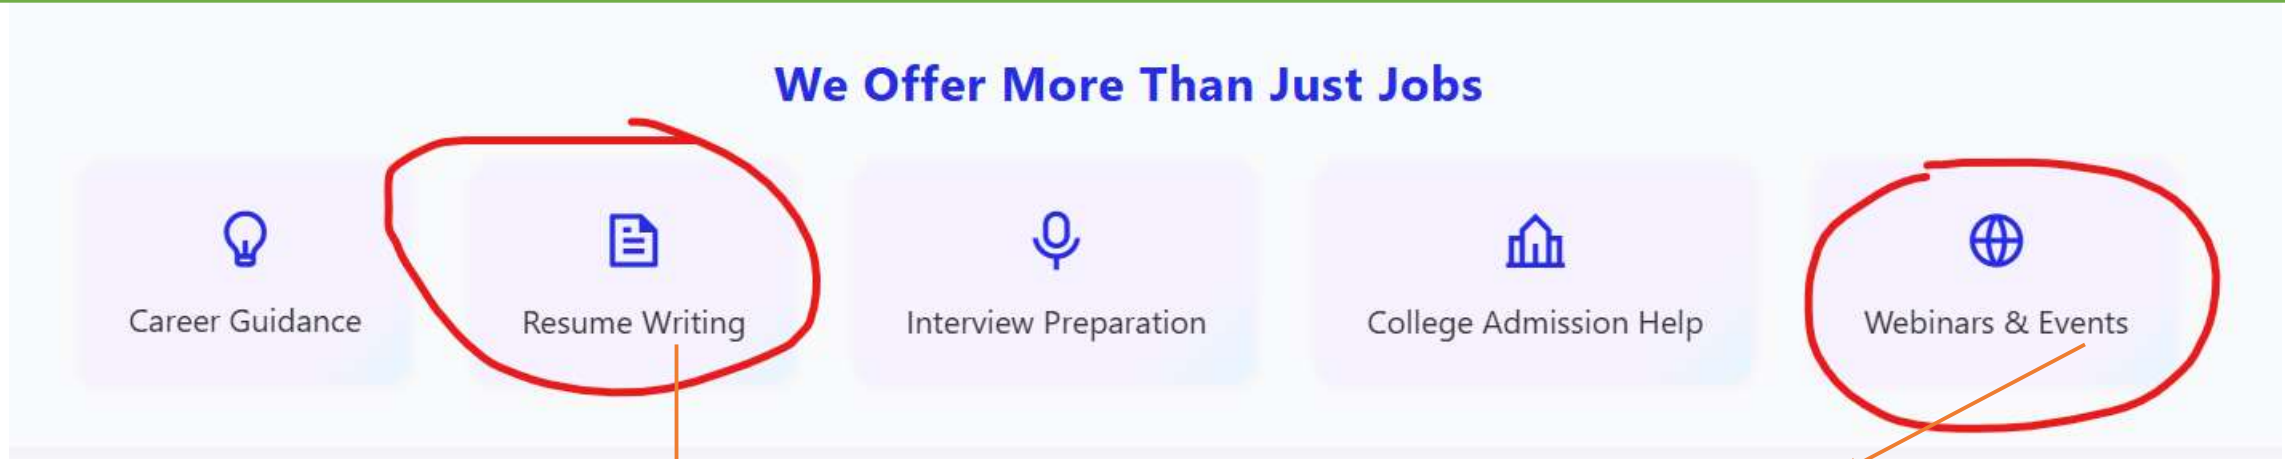 We Offer More Than Just Jobs
Career Guidance
Resume Writing
Interview Preparation
College Admission Help
Webinars & Events